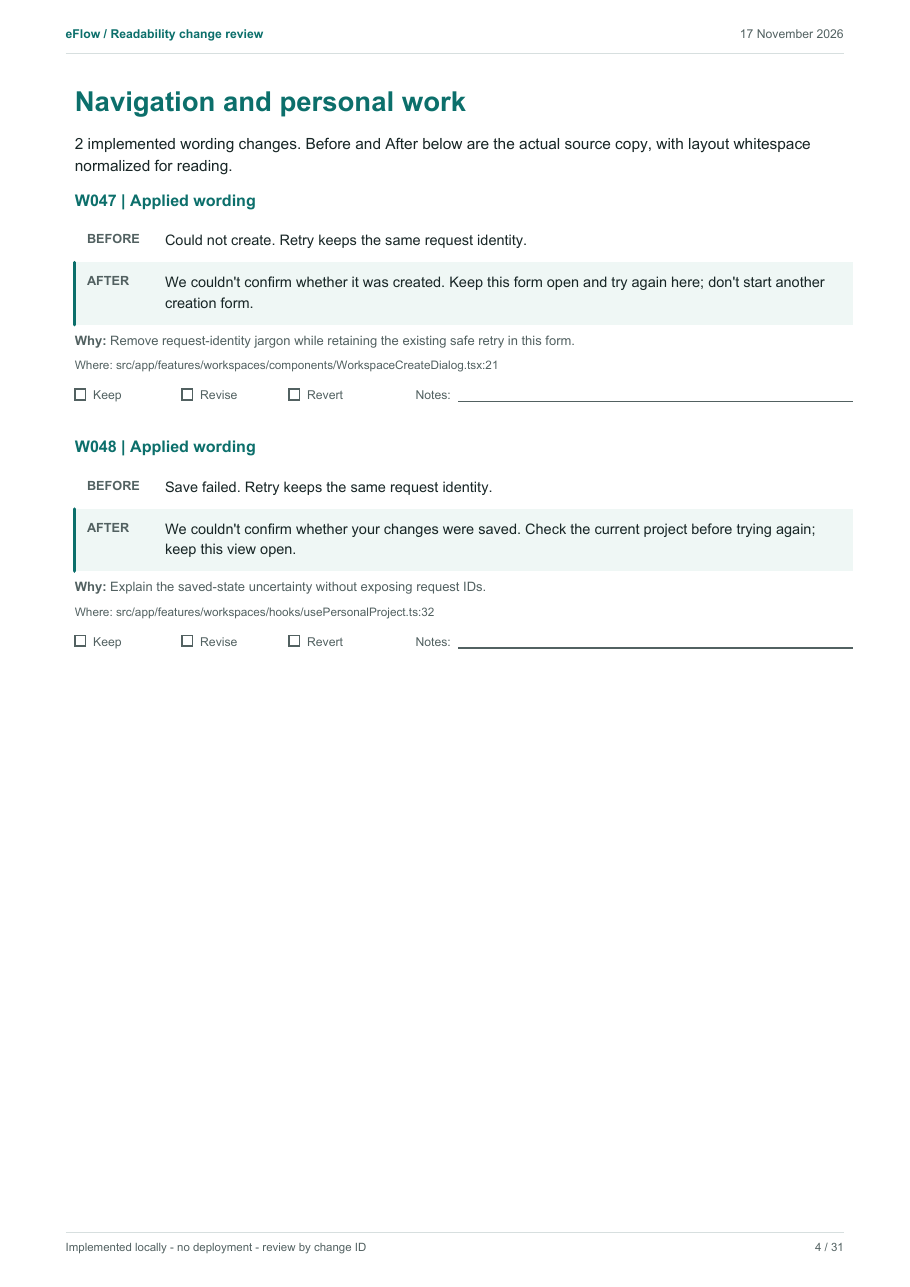 eFlow / Readability change review
17 November 2026
Navigation and personal work
2 implemented wording changes. Before and After below are the actual source copy, with layout whitespace
normalized for reading.
W047 | Applied wording
BEFORE Could not create. Retry keeps the same request identity.
AFTER We couldn't confirm whether it was created. Keep this form open and try again here; don't start another
creation form.
Why: Remove request-identity jargon while retaining the existing safe retry in this form.
Where: src/app/features/workspaces/components/WorkspaceCreateDialog.tsx:21
Keep Revise Revert Notes:
W048 | Applied wording
BEFORE Save failed. Retry keeps the same request identity.
AFTER We couldn't confirm whether your changes were saved. Check the current project before trying again;
keep this view open.
Why: Explain the saved-state uncertainty without exposing request IDs.
Where: src/app/features/workspaces/hooks/usePersonalProject.ts:32
Keep Revise Revert Notes:
Implemented locally - no deployment - review by change ID
4 / 31